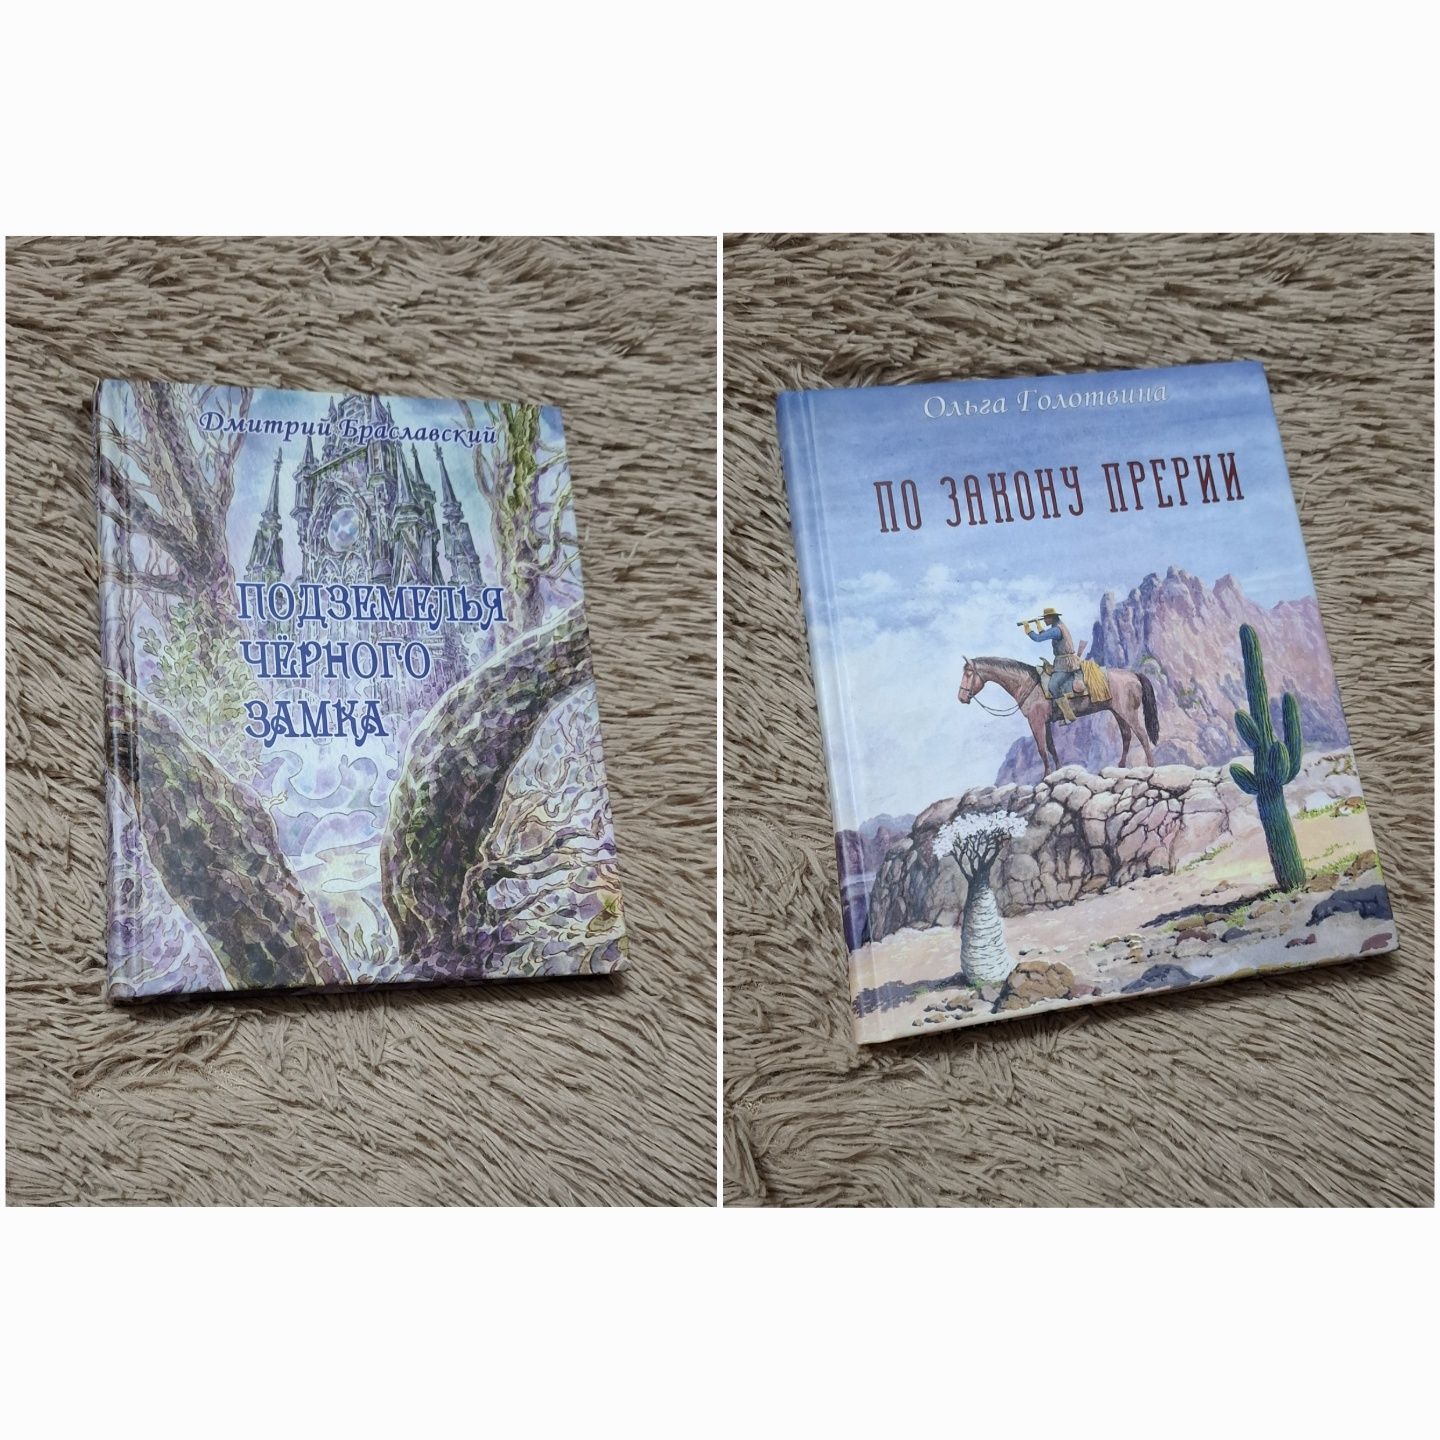 Дмитрий Браславский
ПОДЗЕМЕЛЬЯ
ЧЁРНОГО
ЗАМКА
Ольга Голотвина
ПО ЗАКОНУ ПРЕРИИ